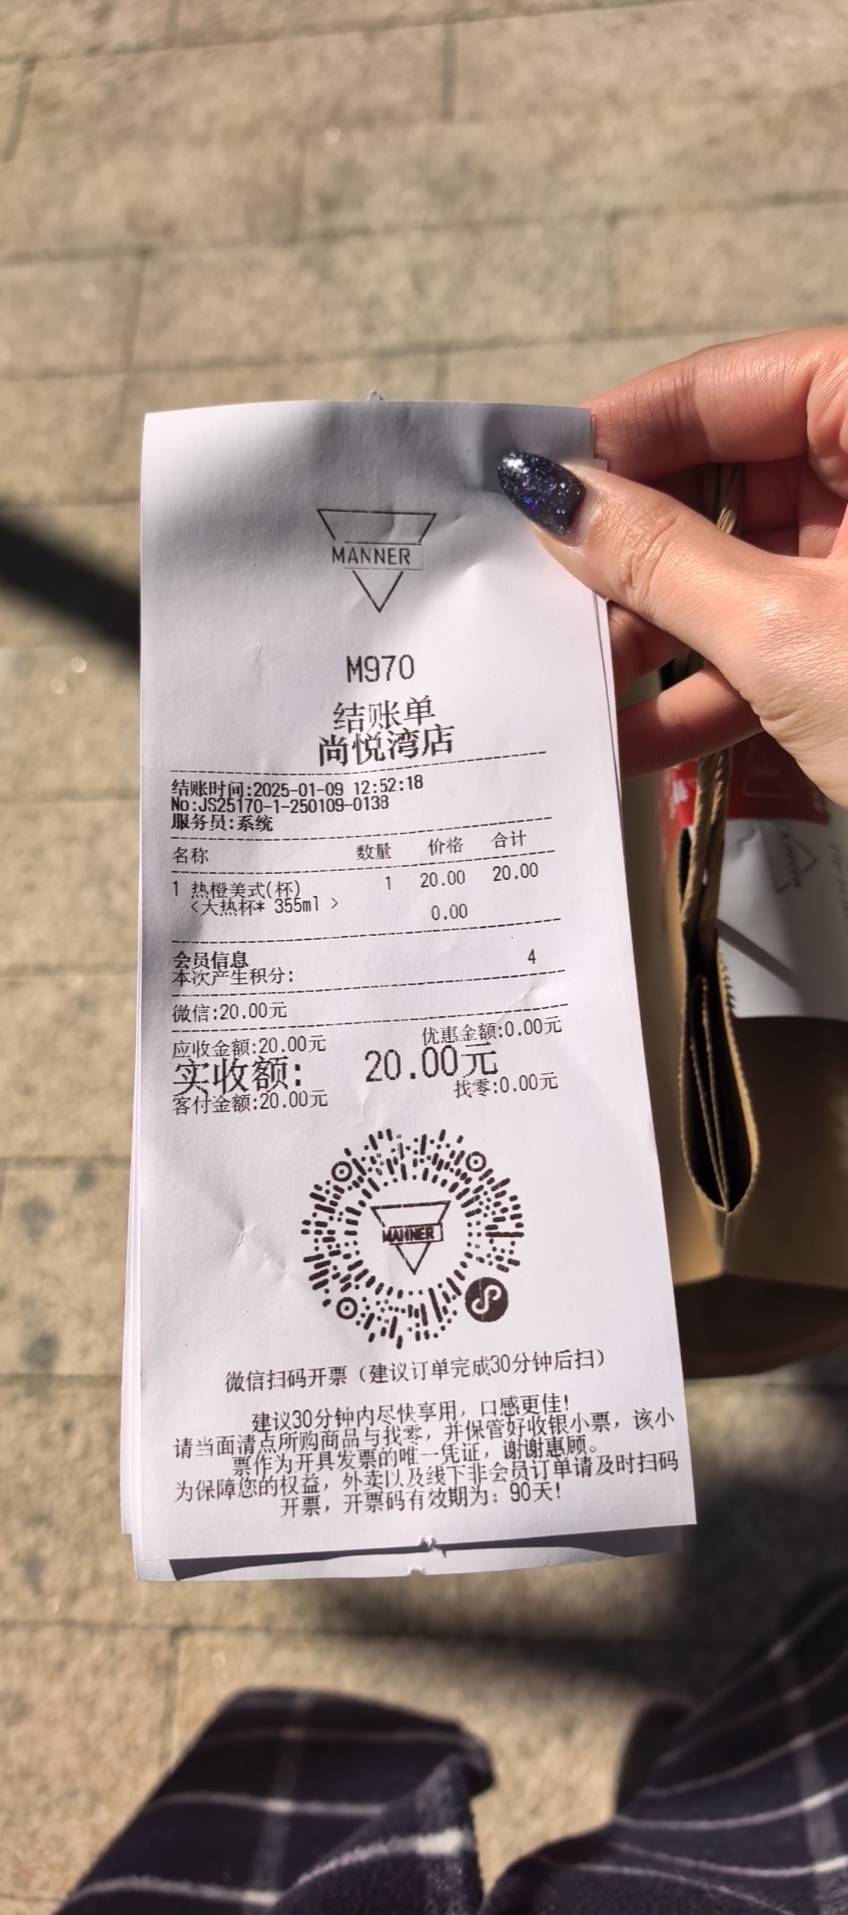 MANNER
M970
结账单
尚悦湾店
结账时间:2025-01-09 12:52:18
No:JS25170-1-250109-0138
服务员:系统
名称 数量 价格 合计
1 热橙美式(杯) 1 20.00 20.00
<大热杯* 355ml > 0.00
会员信息
本次产生积分: 4
微信:20.00元
应收金额:20.00元 优惠金额:0.00元
实收额: 20.00元
客付金额:20.00元 找零:0.00元
MANNER
微信扫码开票（建议订单完成30分钟后扫）
建议30分钟内尽快享用，口感更佳!
请当面清点所购商品与找零，并保管好收银小票，该小
票作为开具发票的唯一凭证，谢谢惠顾。
为保障您的权益，外卖以及线下非会员订单请及时扫码
开票，开票码有效期为：90天!